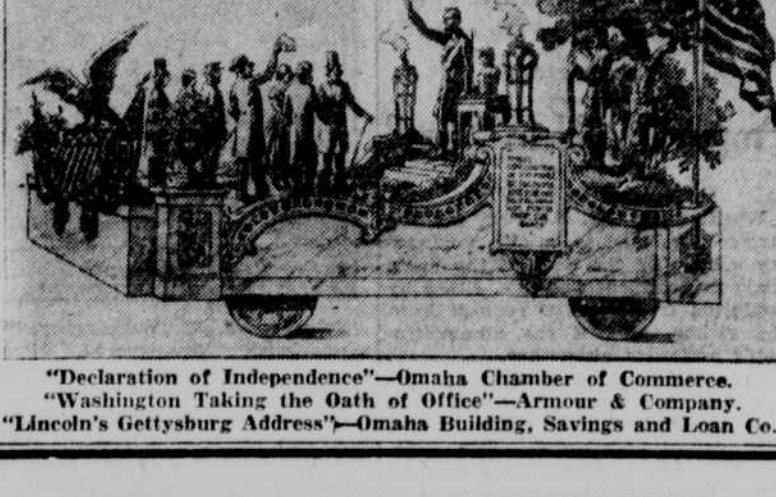 "Declaration of Independence"—Omaha Chamber of Commerce.
"Washington Taking the Oath of Office"—Armour & Company.
"Lincoln's Gettysburg Address"—Omaha Building, Savings and Loan Co.